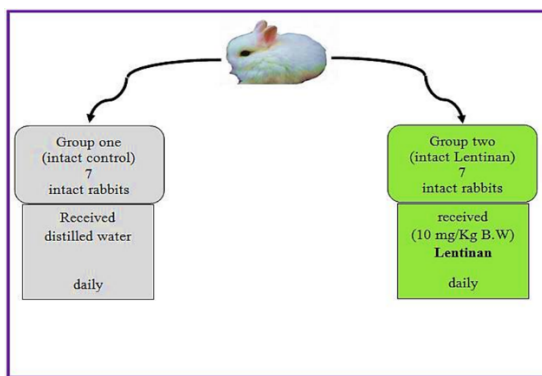 Group one
(intact control)
7
intact rabbits
Received
distilled water
daily
Group two
(intact Lentinan)
7
intact rabbits
received
(10 mg/Kg B.W)
Lentinan
daily